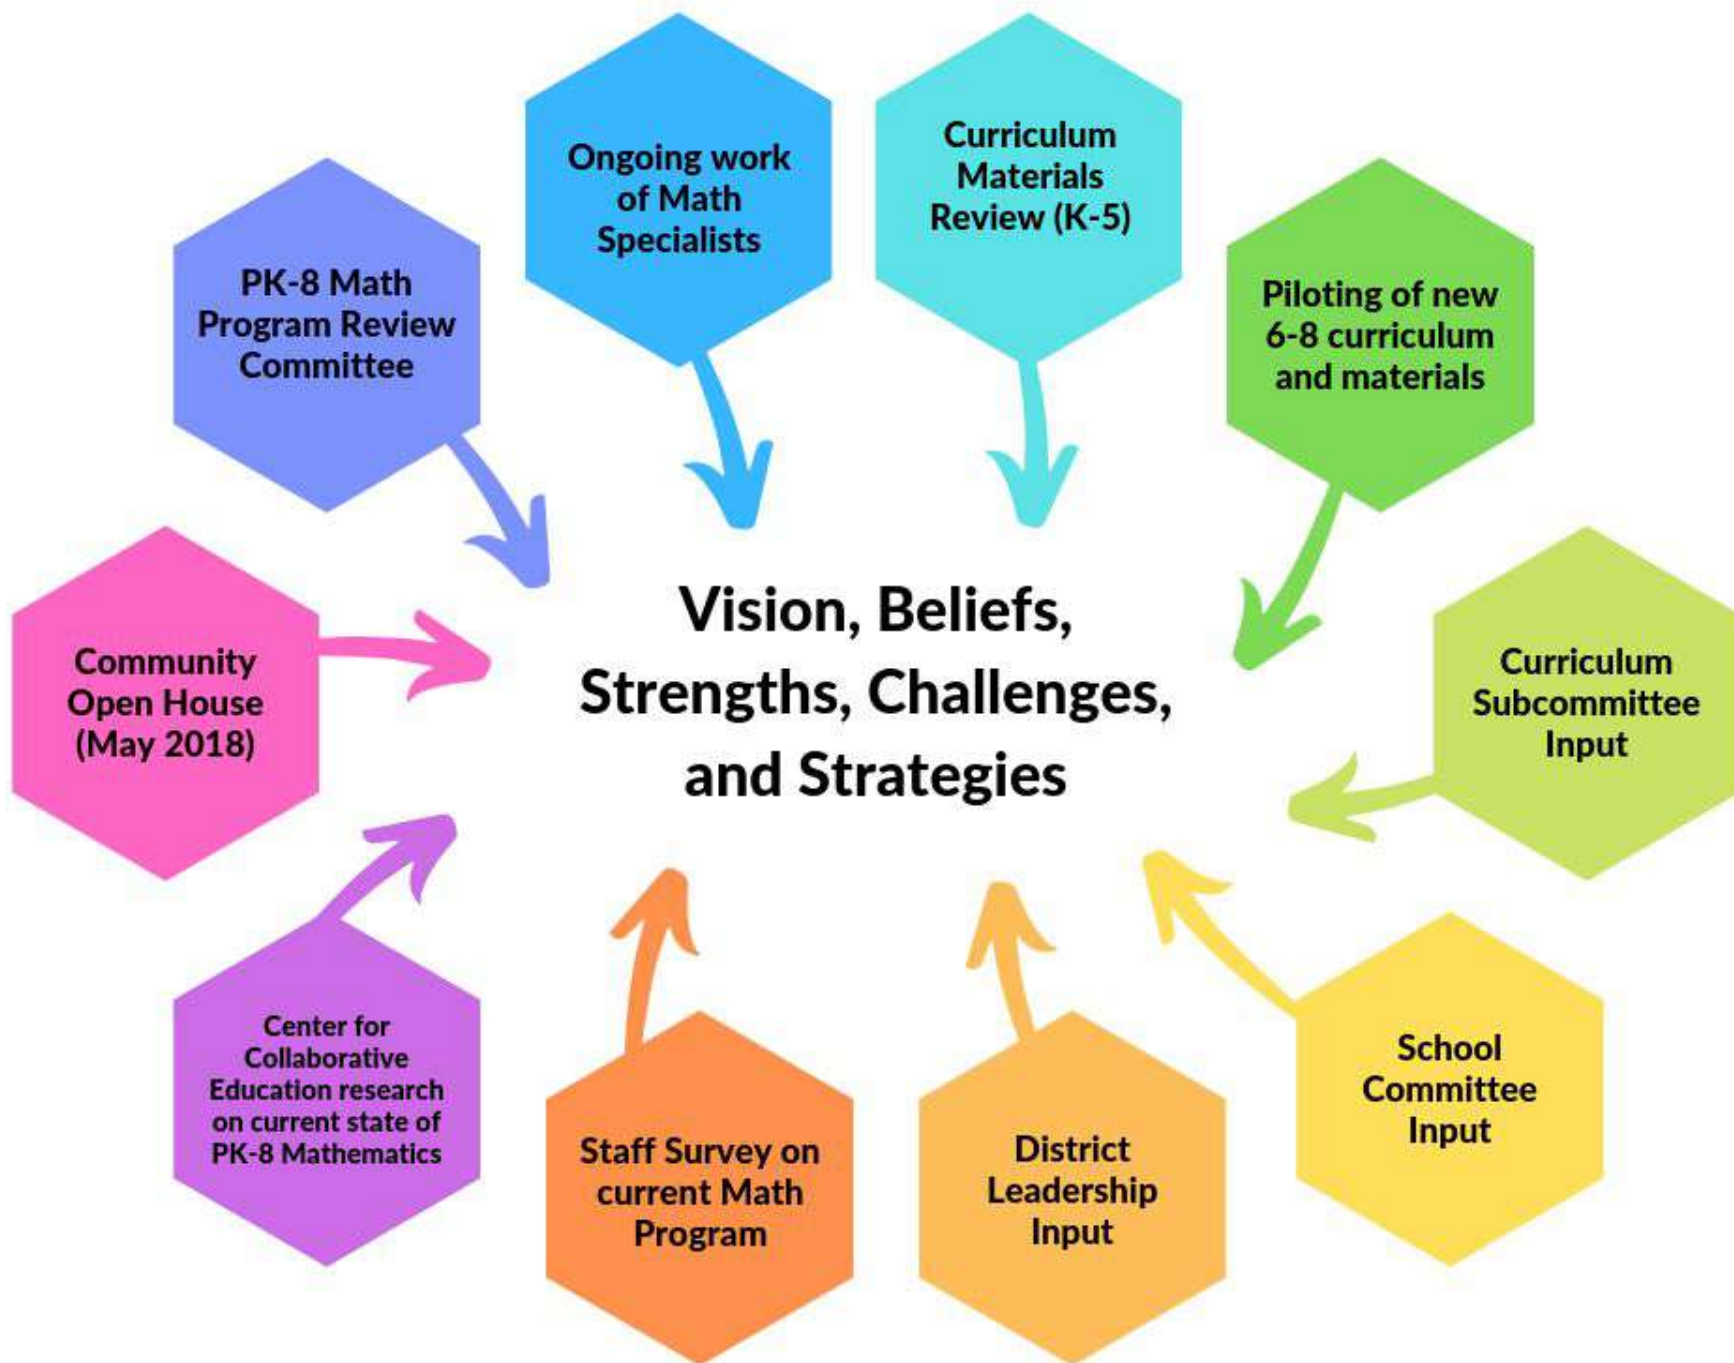 Ongoing work
of Math
Specialists
Curriculum
Materials
Review (K-5)
PK-8 Math
Program Review
Committee
Piloting of new
6-8 curriculum
and materials
Community
Open House
(May 2018)
Vision, Beliefs,
Strengths, Challenges,
and Strategies
Curriculum
Subcommittee
Input
Center for
Collaborative
Education research
on current state of
PK-8 Mathematics
Staff Survey on
current Math
Program
District
Leadership
Input
School
Committee
Input